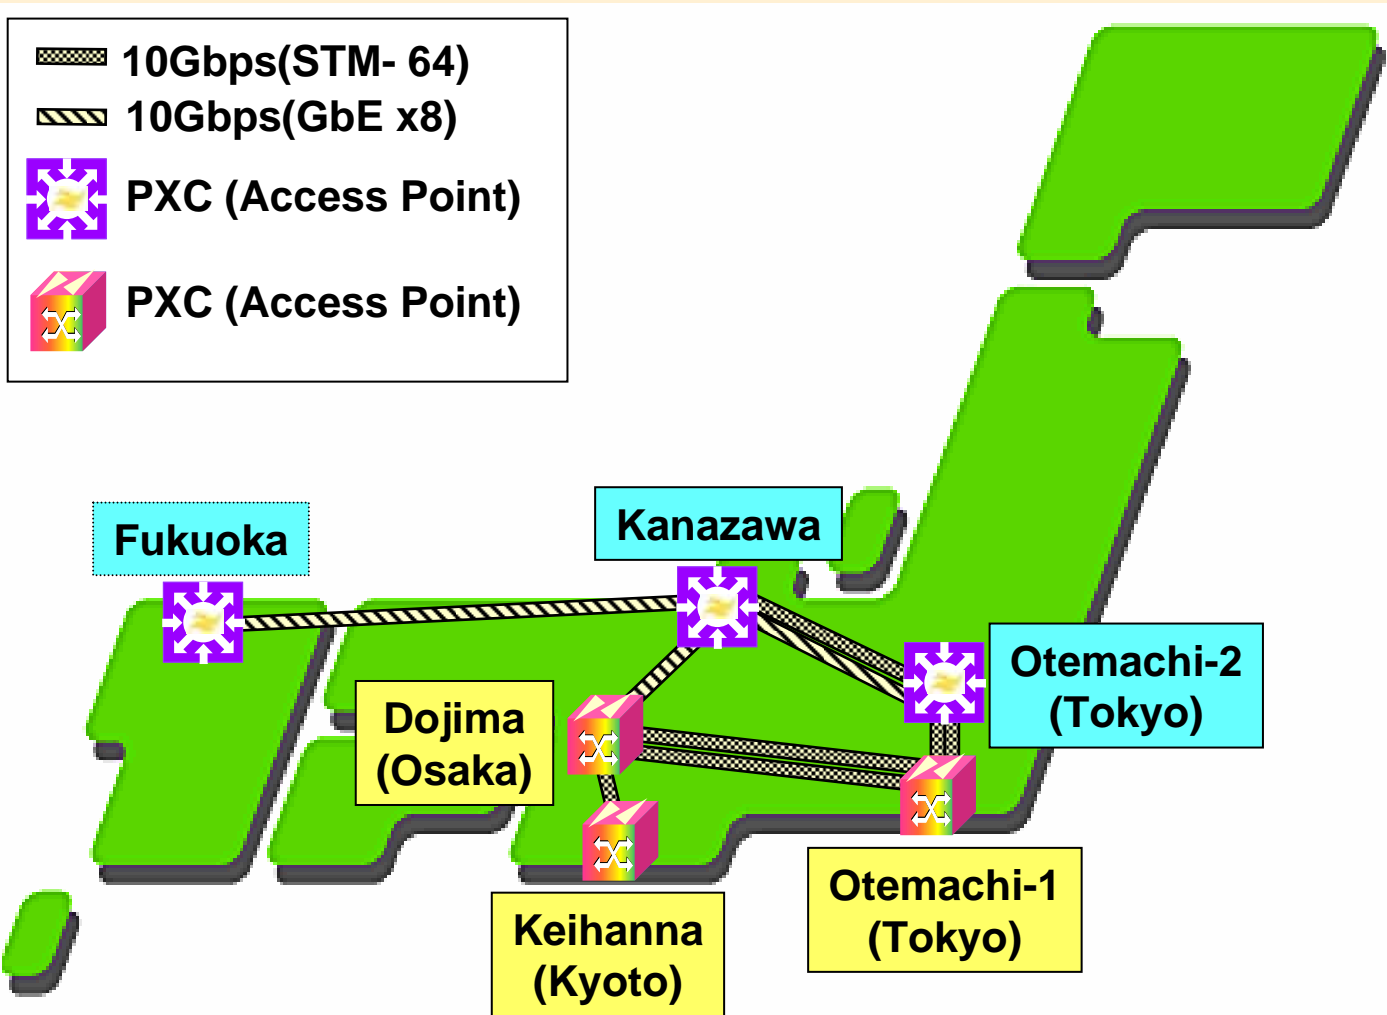 10Gbps(STM- 64)
10Gbps(GbE x8)
PXC (Access Point)
PXC (Access Point)
Fukuoka
Kanazawa
Otemachi-2
(Tokyo)
Dojima
(Osaka)
Otemachi-1
(Tokyo)
Keihanna
(Kyoto)